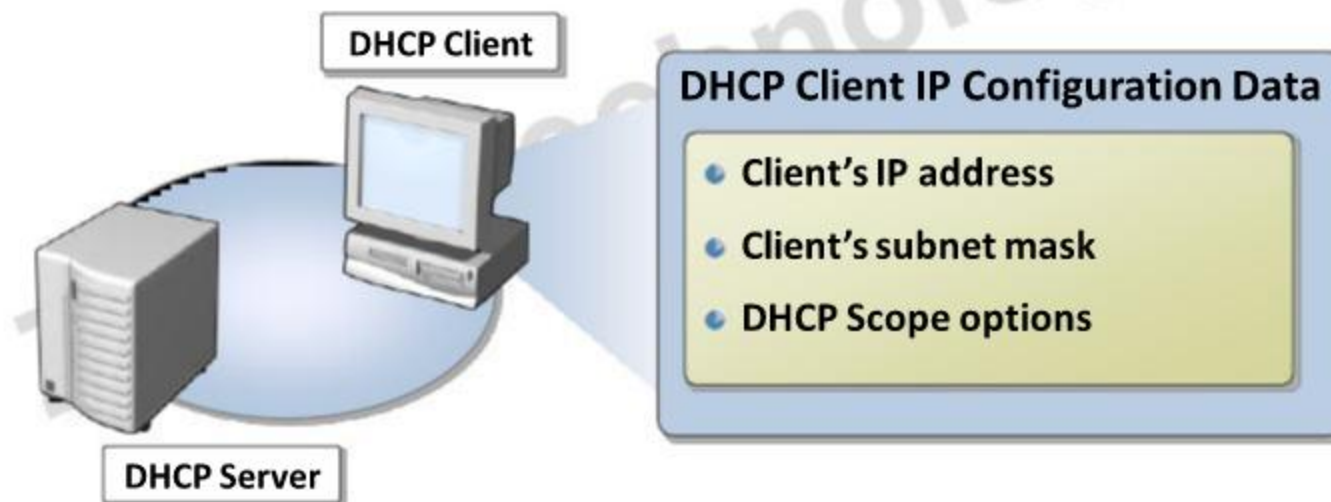 DHCP Client
DHCP Client IP Configuration Data
Client’s IP address
Client’s subnet mask
DHCP Scope options
DHCP Server